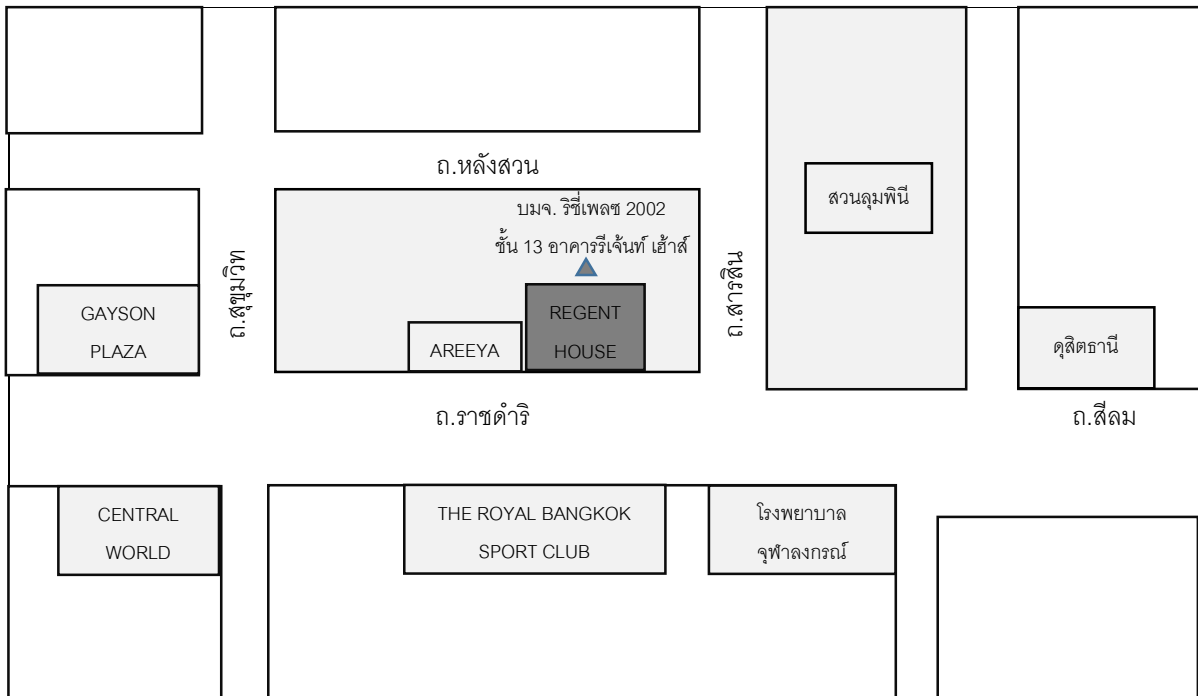 ถ.หลังสวน
บมจ. ริชี่เพลซ 2002
ชั้น 13 อาคารรีเจ้นท์ เฮ้าส์
สวนลุมพินี
ถ.สุขุมวิท
ถ.สารสิน
GAYSON
PLAZA
AREEYA
REGENT
HOUSE
ดุสิตธานี
ถ.ราชดำริ
ถ.สีลม
CENTRAL
WORLD
THE ROYAL BANGKOK
SPORT CLUB
โรงพยาบาล
จุฬาลงกรณ์